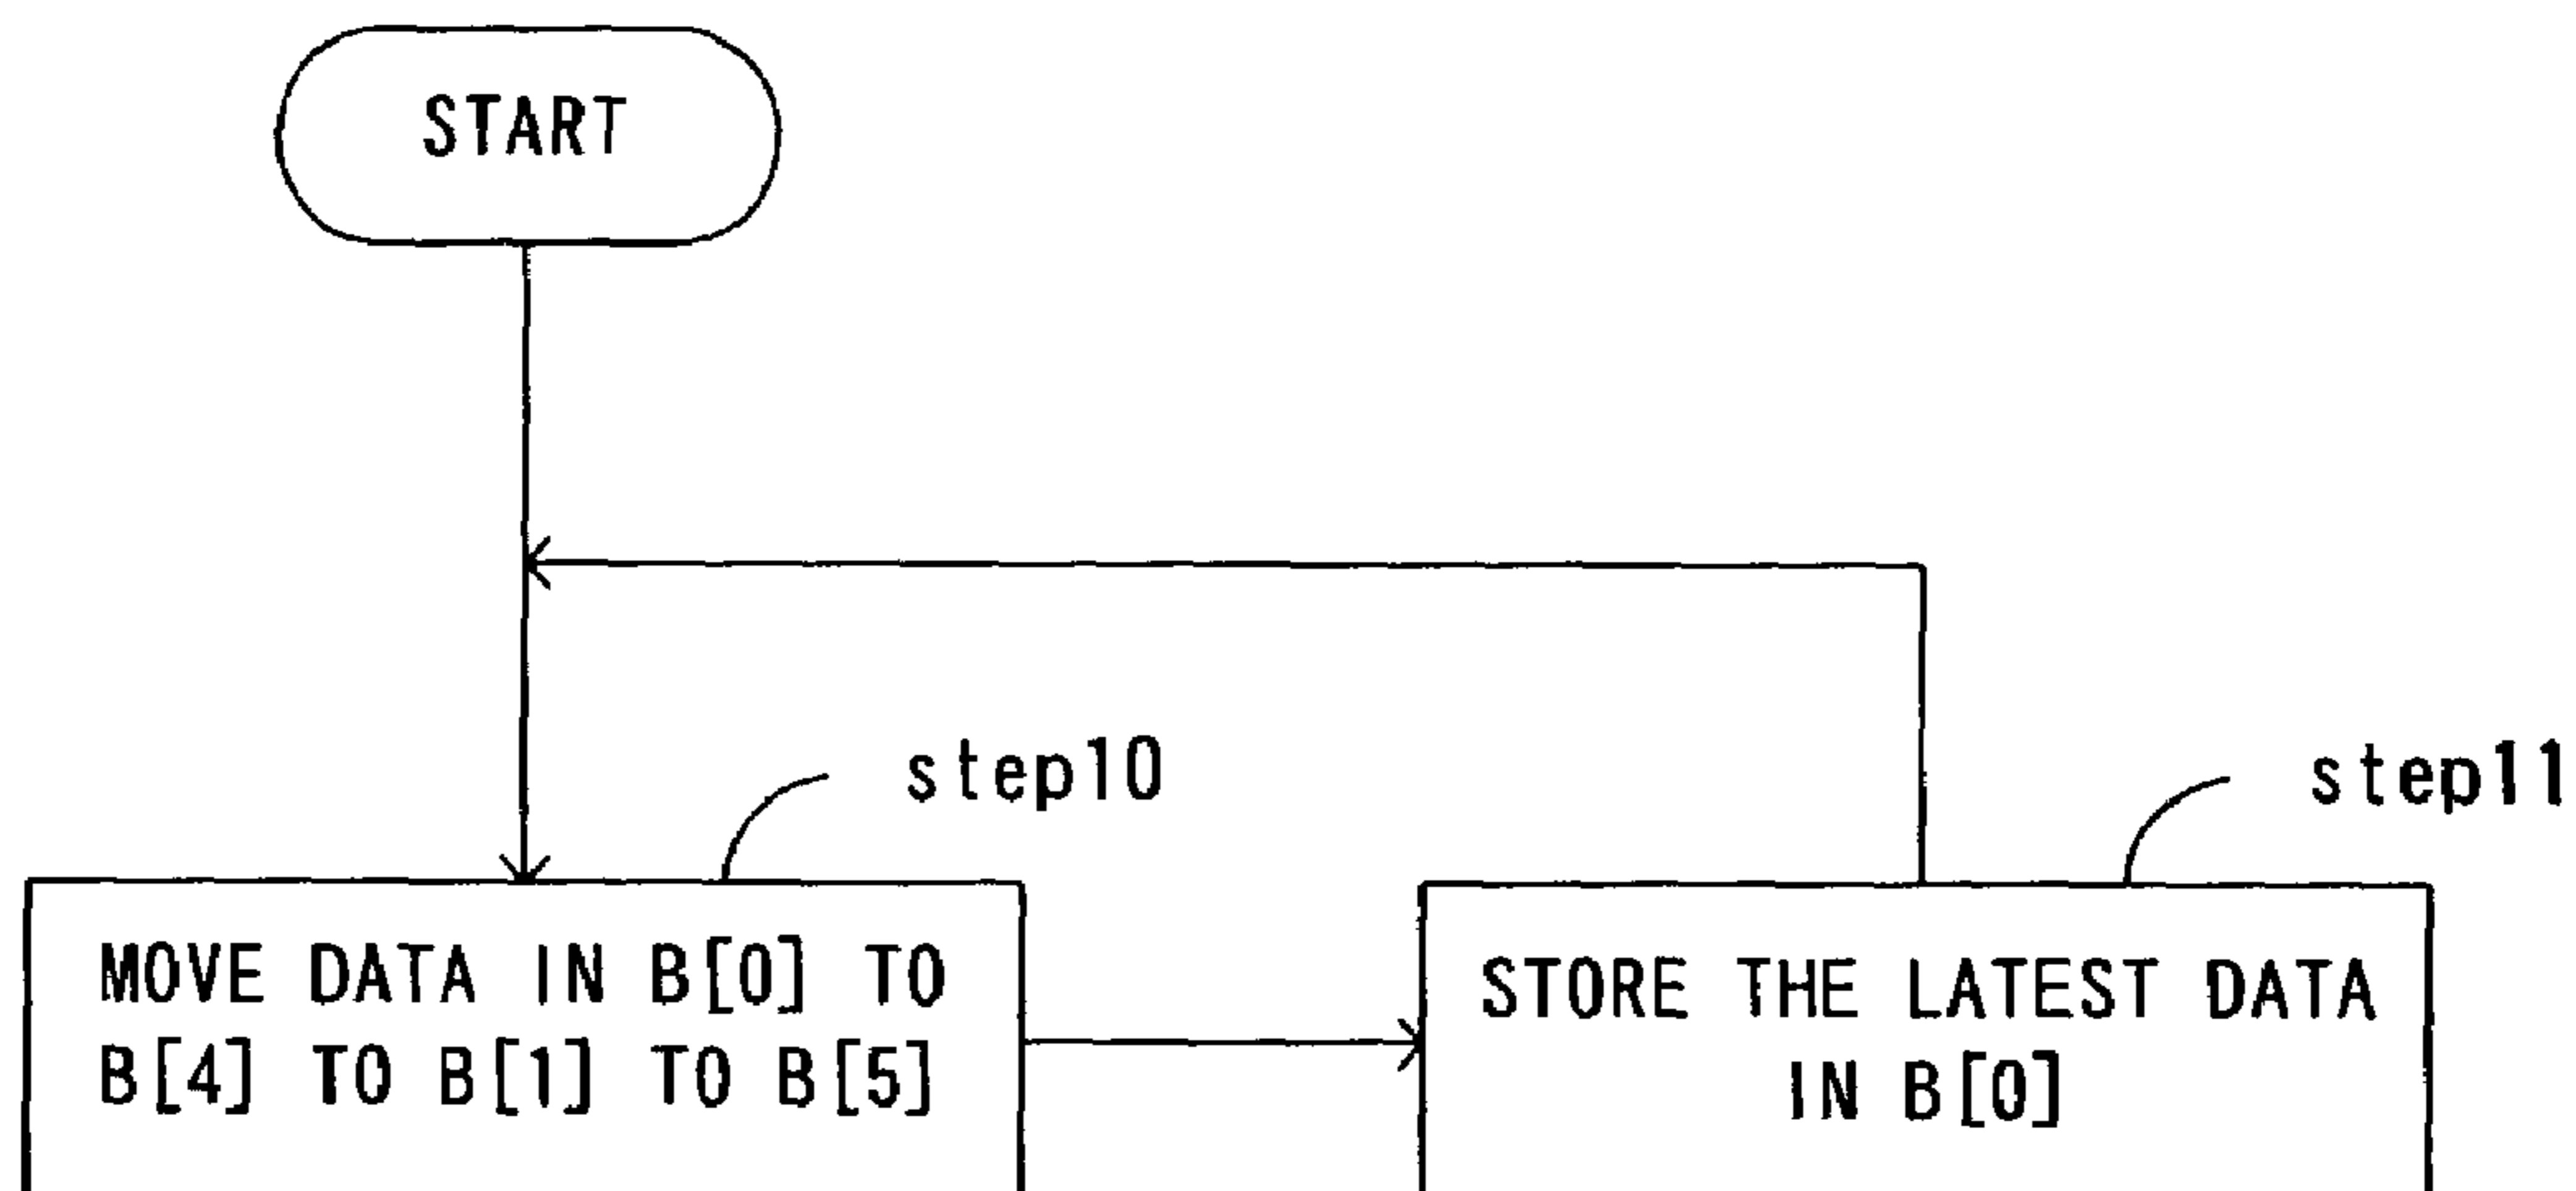 START
step10
step11
MOVE DATA IN B[0] TO
B[4] TO B[1] TO B[5]
STORE THE LATEST DATA
IN B[0]